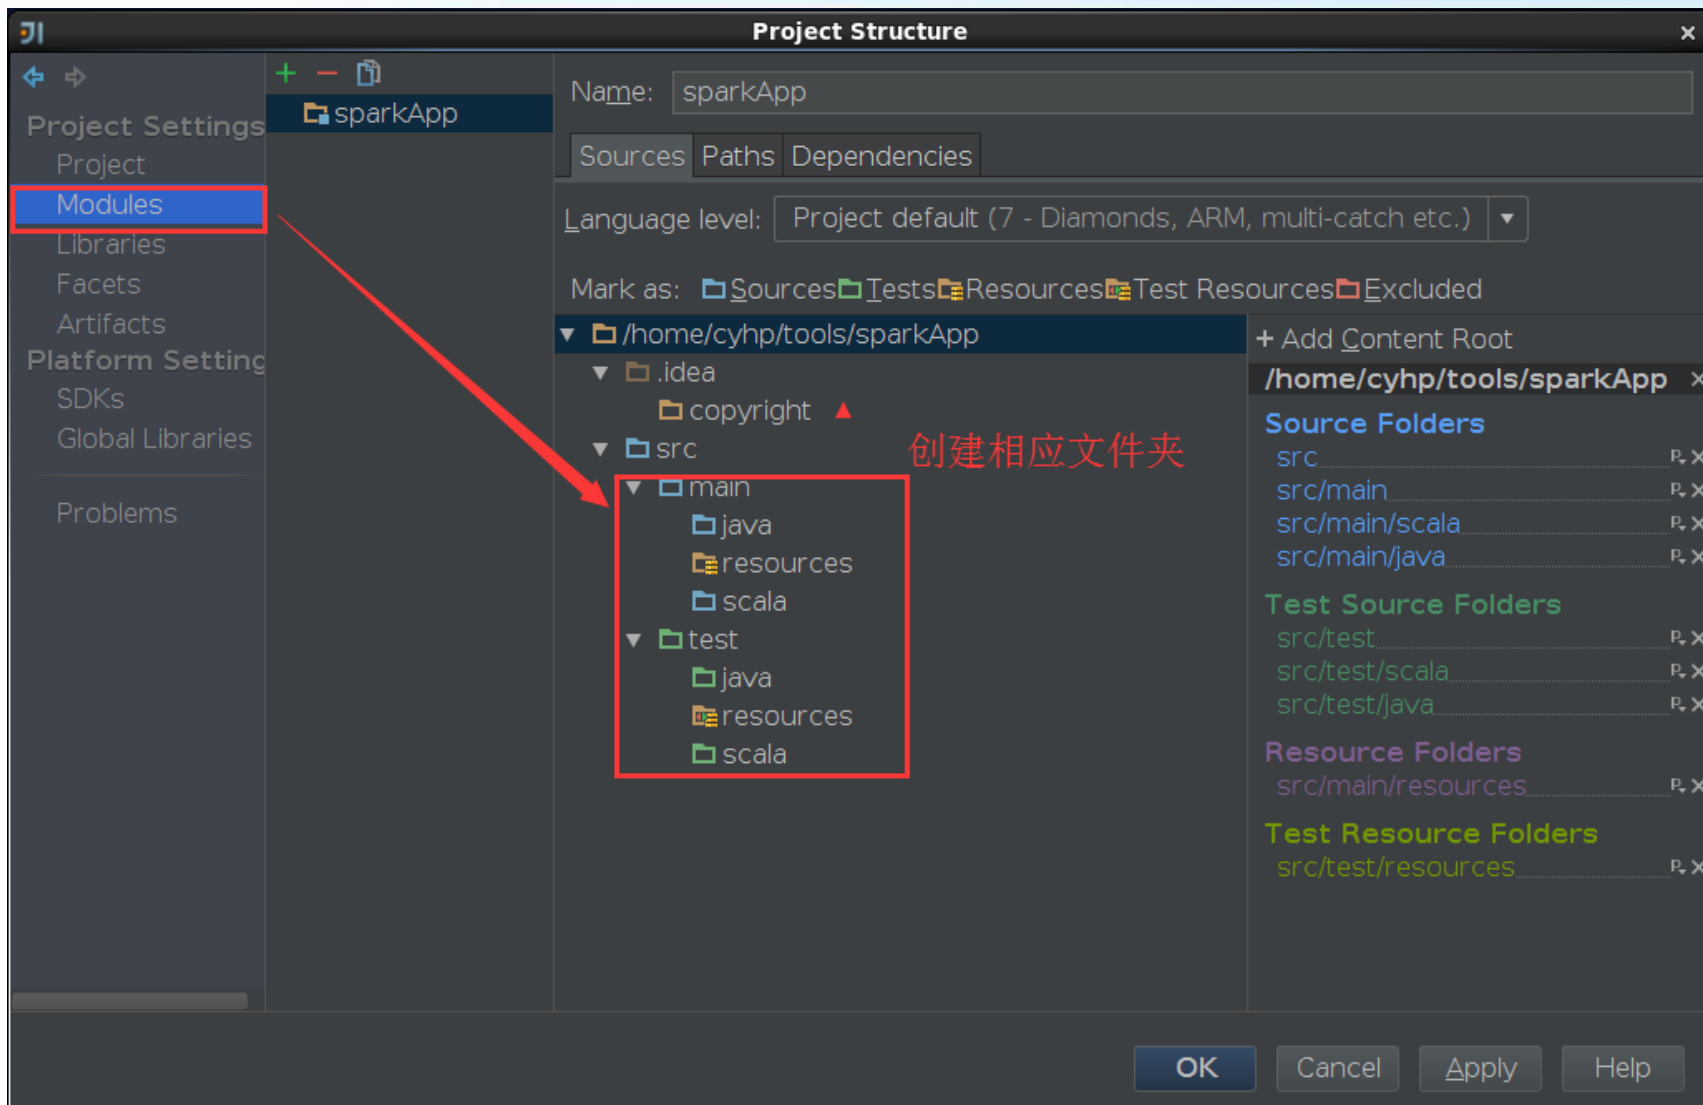 Project Structure
Project Settings
Project
Modules
Libraries
Facets
Artifacts
Platform Setting
SDKs
Global Libraries
Problems
sparkApp
Name: sparkApp
Sources Paths Dependencies
Language level: Project default (7 - Diamonds, ARM, multi-catch etc.)
Mark as: Sources Tests Resources Test Resources Excluded
/home/cyhp/tools/sparkApp
.idea
copyright
src
创建相应文件夹
main
java
resources
scala
test
java
resources
scala
+ Add Content Root
/home/cyhp/tools/sparkApp
Source Folders
src
src/main
src/main/scala
src/main/java
Test Source Folders
src/test
src/test/scala
src/test/java
Resource Folders
src/main/resources
Test Resource Folders
src/test/resources
OK Cancel Apply Help